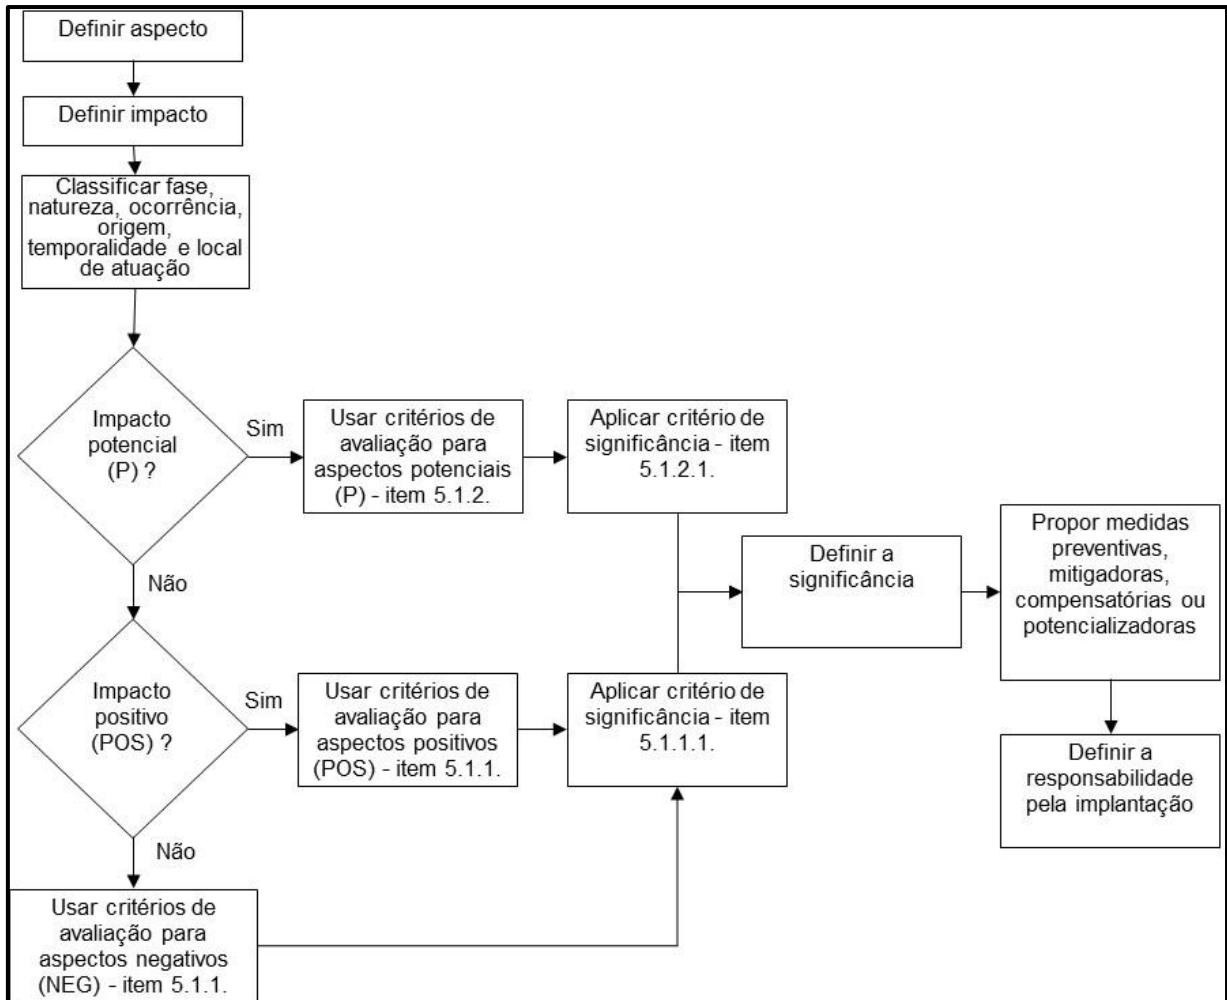 Definir aspecto
Definir impacto
Classificar fase,
natureza, ocorrência,
origem,
temporalidade e local
de atuação
Impacto
potencial
(P) ?
Sim
Usar critérios de
avaliação para
aspectos potenciais
(P) - item 5.1.2.
Aplicar critério de
significância - item
5.1.2.1.
Não
Definir a
significância
Propor medidas
preventivas,
mitigadoras,
compensatórias ou
potencializadoras
Impacto
positivo
(POS) ?
Sim
Usar critérios de
avaliação para
aspectos positivos
(POS) - item 5.1.1.
Aplicar critério de
significância - item
5.1.1.1.
Definir a
responsabilidade
pela implantação
Não
Usar critérios de
avaliação para
aspectos negativos
(NEG) - item 5.1.1.